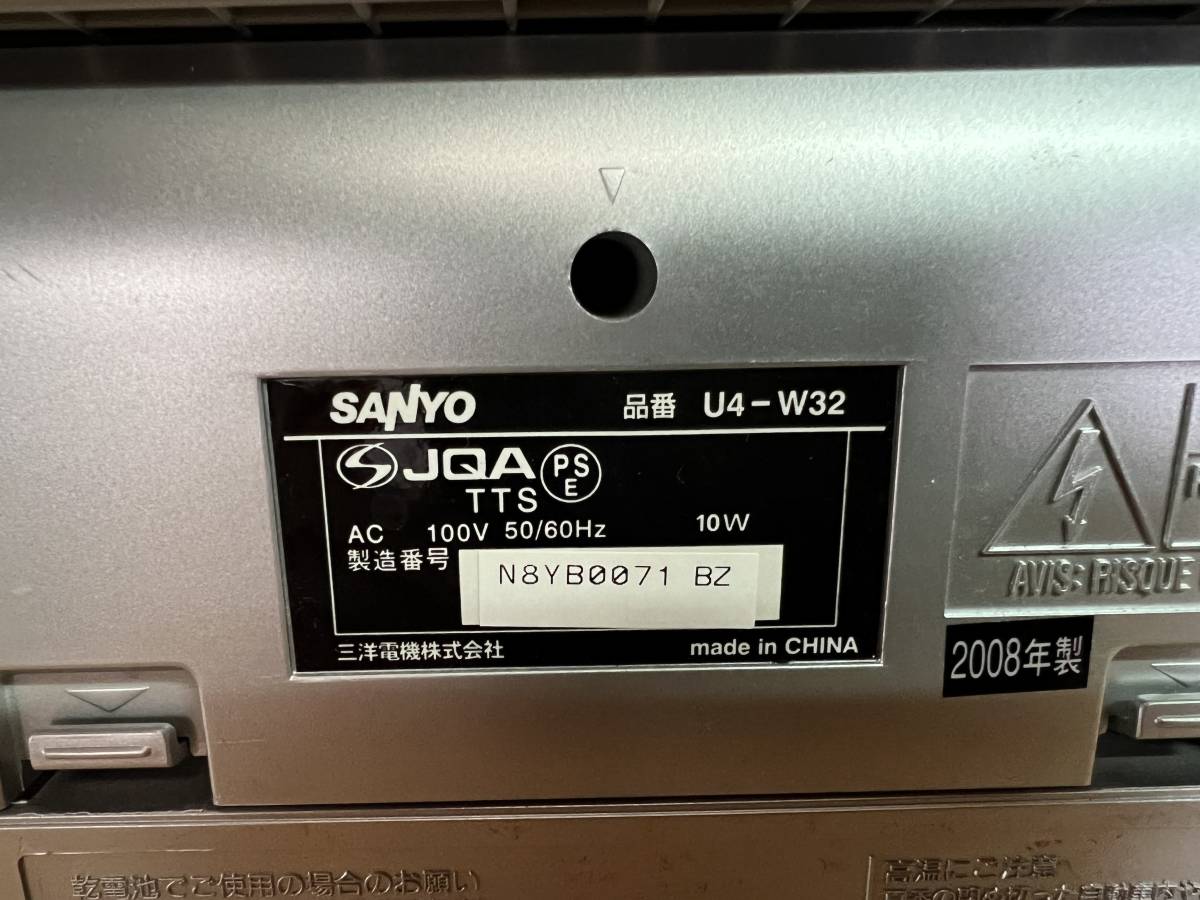 SANYO 品番 U4-W32
JQA PS E
TTS
AC 100V 50/60Hz 10W
製造番号 N8YB0071 BZ
三洋電機株式会社 made in CHINA
AVIS: RISQUE
2008年製
乾電池でご使用の場合のお願い
高温にご注意